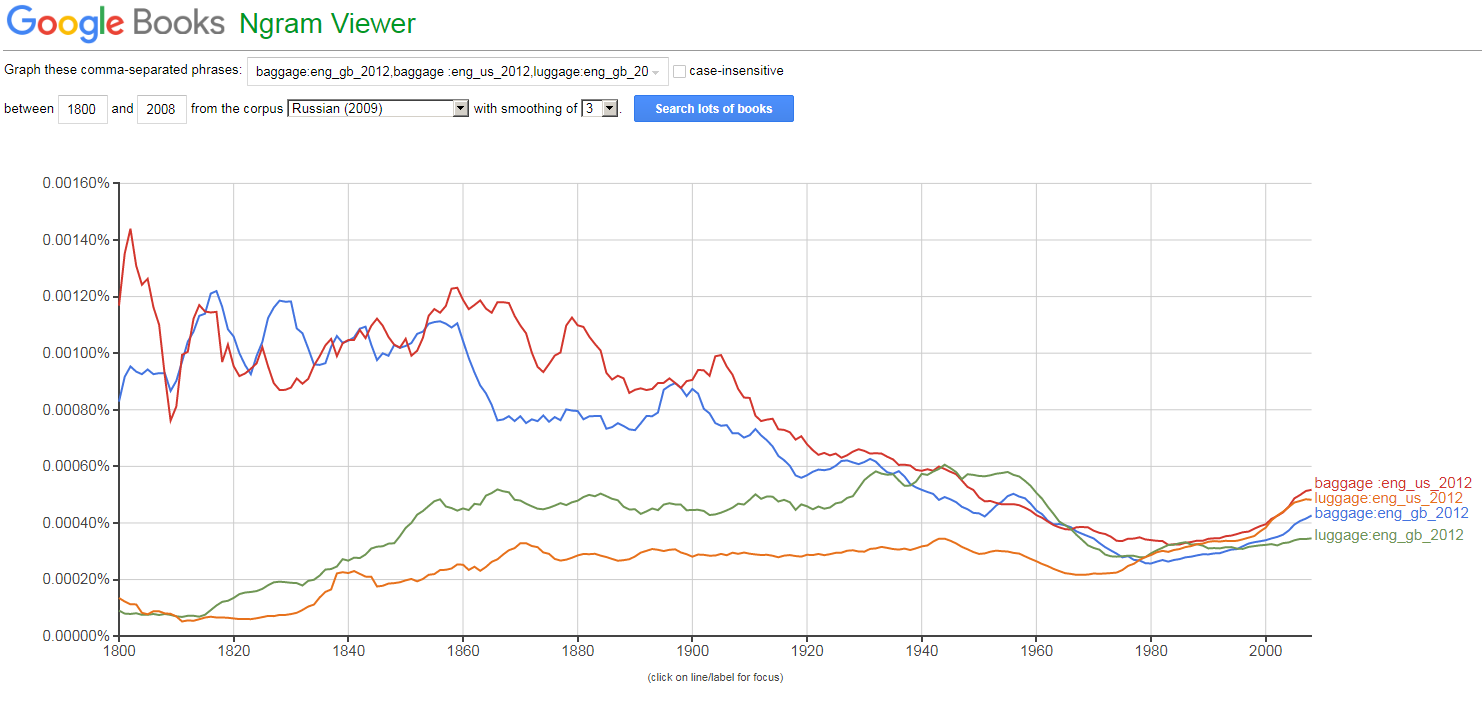 Google Books Ngram Viewer
Graph these comma-separated phrases: baggage:eng_gb_2012,baggage :eng_us_2012,luggage:eng_gb_20 case-insensitive
between 1800 and 2008 from the corpus Russian (2009) with smoothing of 3 . Search lots of books
0.00160%
0.00140%
0.00120%
0.00100%
0.00080%
0.00060%
0.00040%
0.00020%
0.00000%
baggage :eng_us_2012
luggage:eng_us_2012
baggage:eng_gb_2012
luggage:eng_gb_2012
1800 1820 1840 1860 1880 1900 1920 1940 1960 1980 2000
(click on line/label for focus)